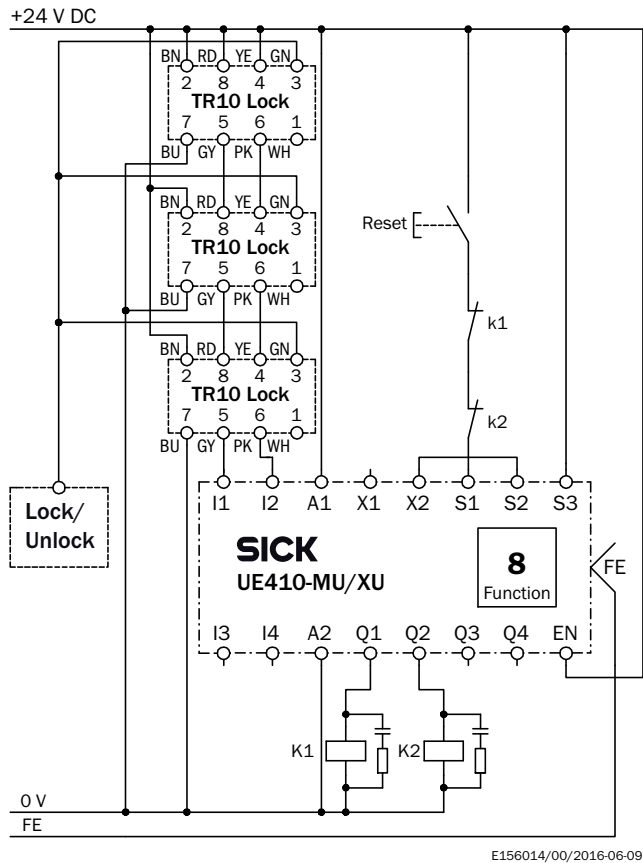 +24 V DC
BN RD YE GN
2 8 4 3
TR10 Lock
7 5 6 1
BU GY PK WH
BN RD YE GN
2 8 4 3
TR10 Lock
7 5 6 1
BU GY PK WH
Reset
k1
BN RD YE GN
2 8 4 3
TR10 Lock
7 5 6 1
BU GY PK WH
k2
Lock/
Unlock
I1 I2 A1 X1 X2 S1 S2 S3
SICK
UE410-MU/XU
8
Function
FE
I3 I4 A2 Q1 Q2 Q3 Q4 EN
K1 K2
0 V
FE
E156014/00/2016-06-09